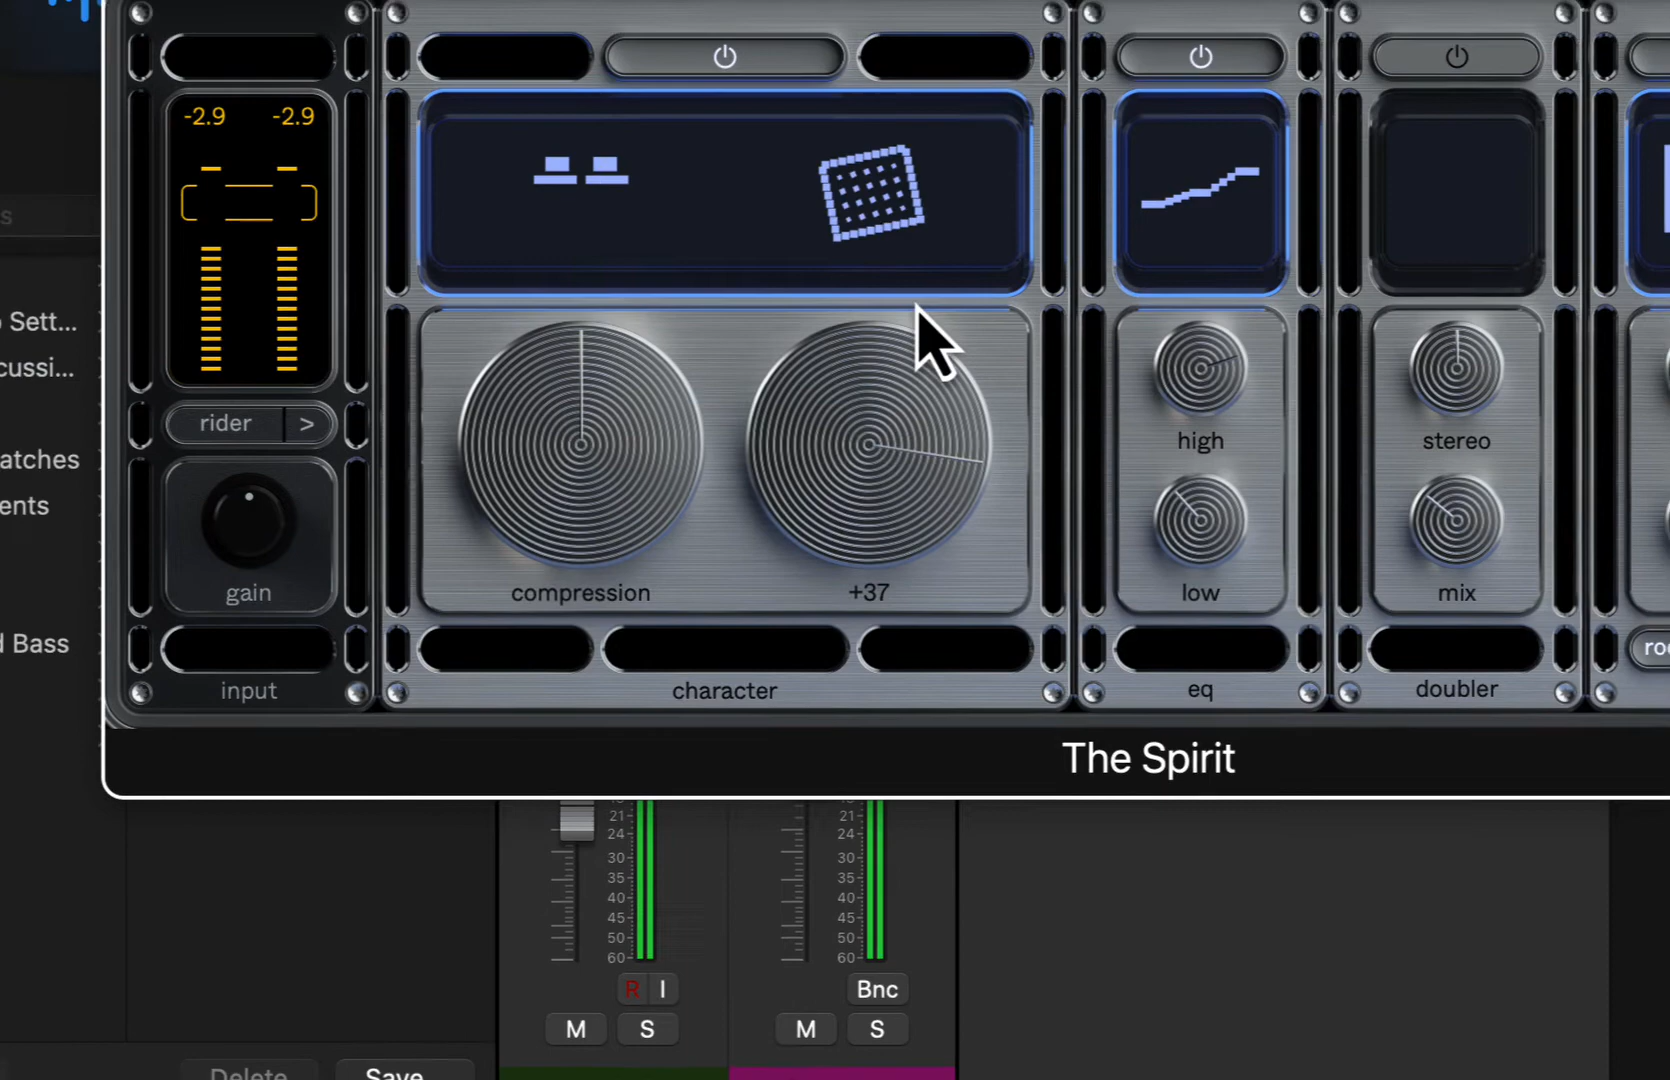 -2.9 -2.9
rider >
gain
input
compression
+37
character
high
low
eq
stereo
mix
doubler
The Spirit
s
Sett...
cussi...
atches
ents
Bass
21
24
30
35
40
45
50
60
21
24
30
35
40
45
50
60
R I
Bnc
M S
M S
Delete
Save